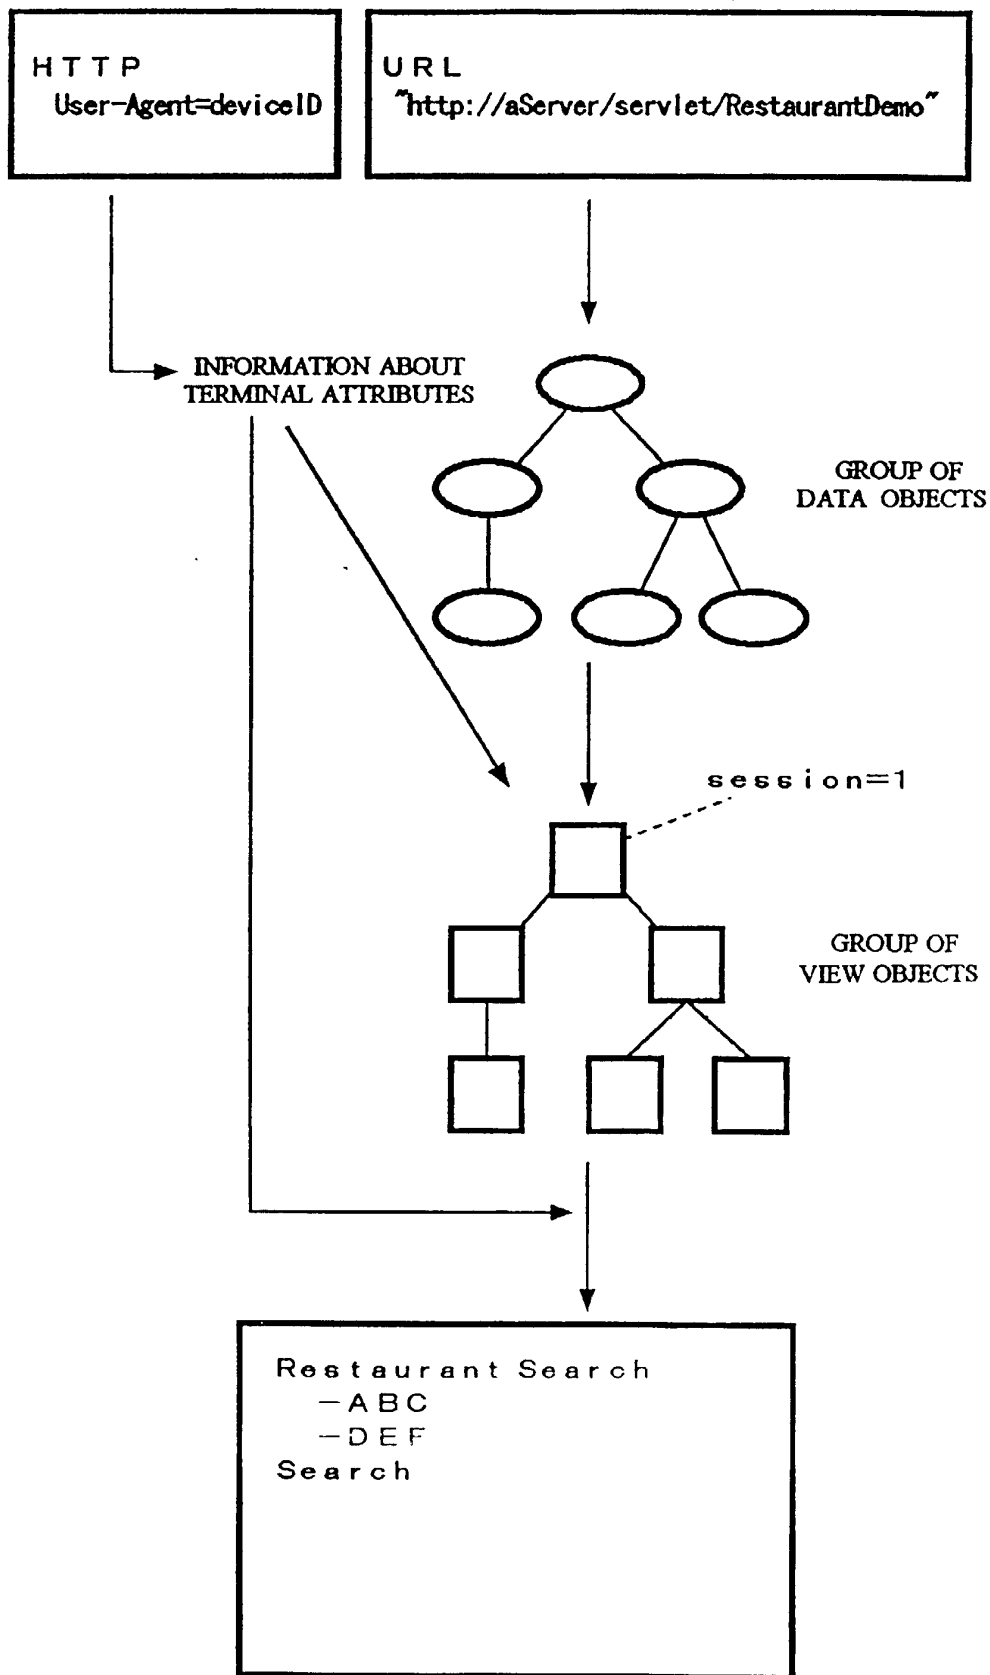 HTTP
User-Agent=deviceID
URL
"http://aServer/servlet/RestaurantDemo"
INFORMATION ABOUT
TERMINAL ATTRIBUTES
GROUP OF
DATA OBJECTS
session=1
GROUP OF
VIEW OBJECTS
Restaurant Search
-ABC
-DEF
Search